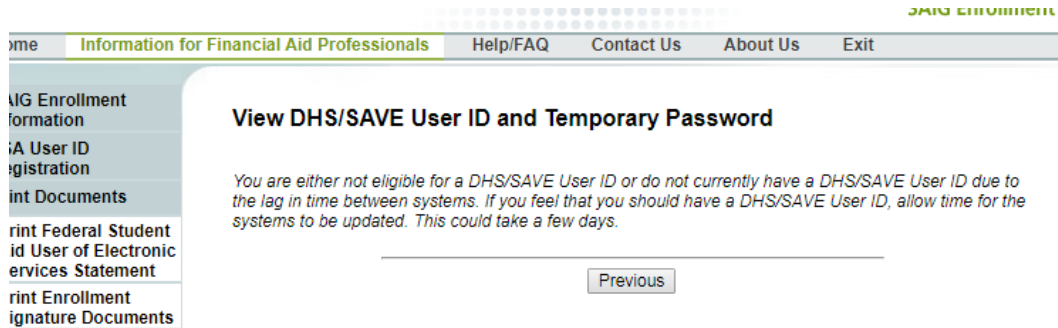 SAIG Enrollment
ome Information for Financial Aid Professionals Help/FAQ Contact Us About Us Exit
AIG Enrollment
formation
SA User ID
egistration
int Documents
rint Federal Student
id User of Electronic
ervices Statement
rint Enrollment
ignature Documents
View DHS/SAVE User ID and Temporary Password
You are either not eligible for a DHS/SAVE User ID or do not currently have a DHS/SAVE User ID due to
the lag in time between systems. If you feel that you should have a DHS/SAVE User ID, allow time for the
systems to be updated. This could take a few days.
Previous